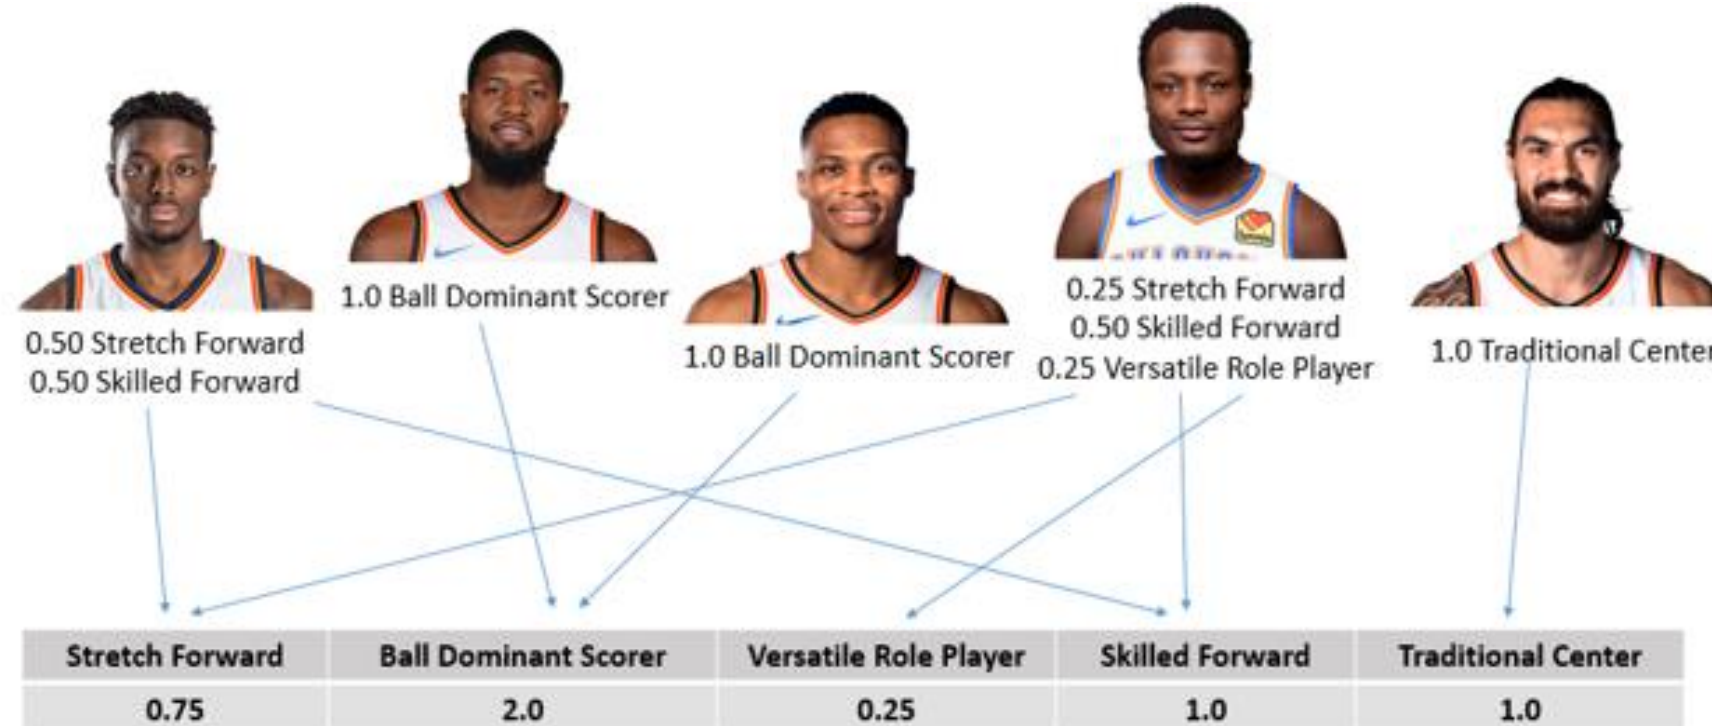 1.0 Ball Dominant Scorer
0.25 Stretch Forward
0.50 Skilled Forward
0.25 Versatile Role Player
0.50 Stretch Forward
0.50 Skilled Forward
1.0 Ball Dominant Scorer
1.0 Traditional Center
Stretch Forward Ball Dominant Scorer Versatile Role Player Skilled Forward Traditional Center
0.75 2.0 0.25 1.0 1.0